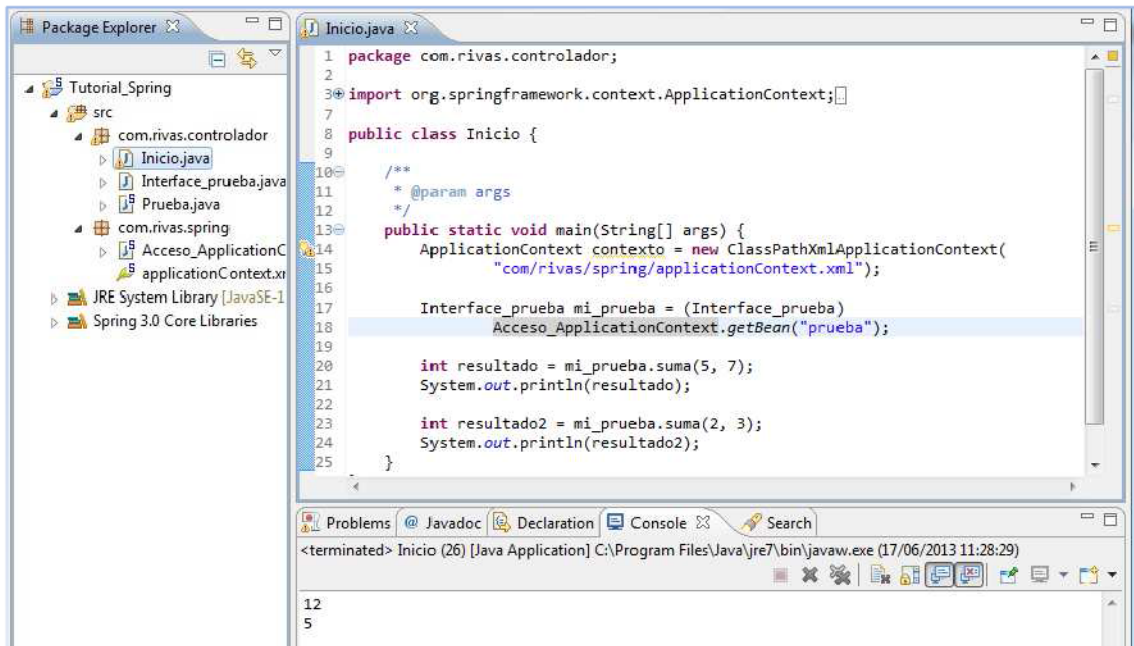 Package Explorer
Tutorial_Spring
src
com.rivas.controlador
Inicio.java
Interface_prueba.java
Prueba.java
com.rivas.spring
Acceso_ApplicationC
applicationContext.xr
JRE System Library [JavaSE-1
Spring 3.0 Core Libraries
Inicio.java
1 package com.rivas.controlador;
2
3 import org.springframework.context.ApplicationContext;
7
8 public class Inicio {
9
10 /**
11 * @param args
12 */
13 public static void main(String[] args) {
14 ApplicationContext contexto = new ClassPathXmlApplicationContext(
15 "com/rivas/spring/applicationContext.xml");
16
17 Interface_prueba mi_prueba = (Interface_prueba)
18 Acceso_ApplicationContext.getBean("prueba");
19
20 int resultado = mi_prueba.suma(5, 7);
21 System.out.println(resultado);
22
23 int resultado2 = mi_prueba.suma(2, 3);
24 System.out.println(resultado2);
25 }
Problems @ Javadoc Declaration Console Search
<terminated> Inicio (26) [Java Application] C:\Program Files\Java\jre7\bin\javaw.exe (17/06/2013 11:28:29)
12
5